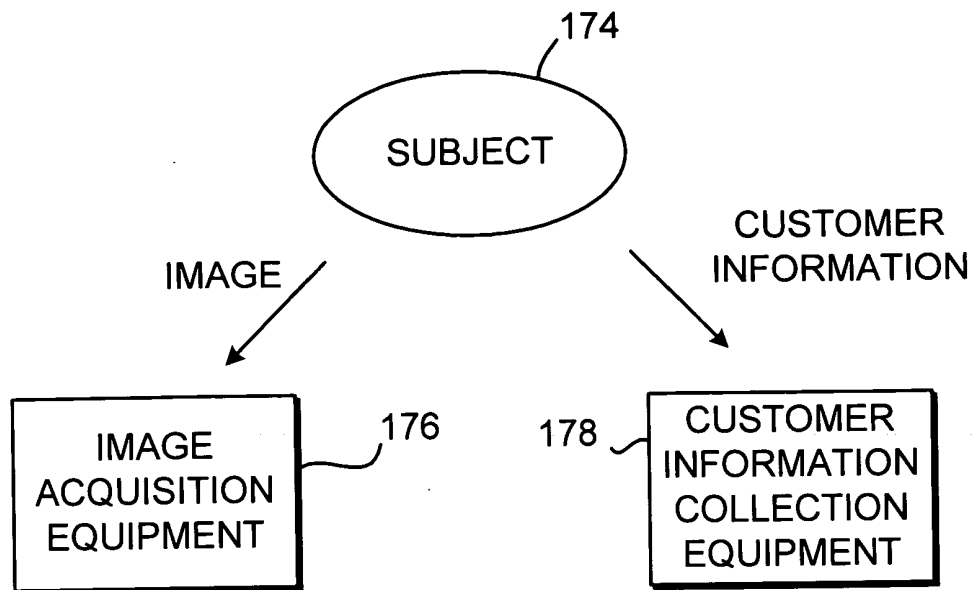 174
SUBJECT
IMAGE
CUSTOMER
INFORMATION
IMAGE
ACQUISITION
EQUIPMENT
176
178
CUSTOMER
INFORMATION
COLLECTION
EQUIPMENT